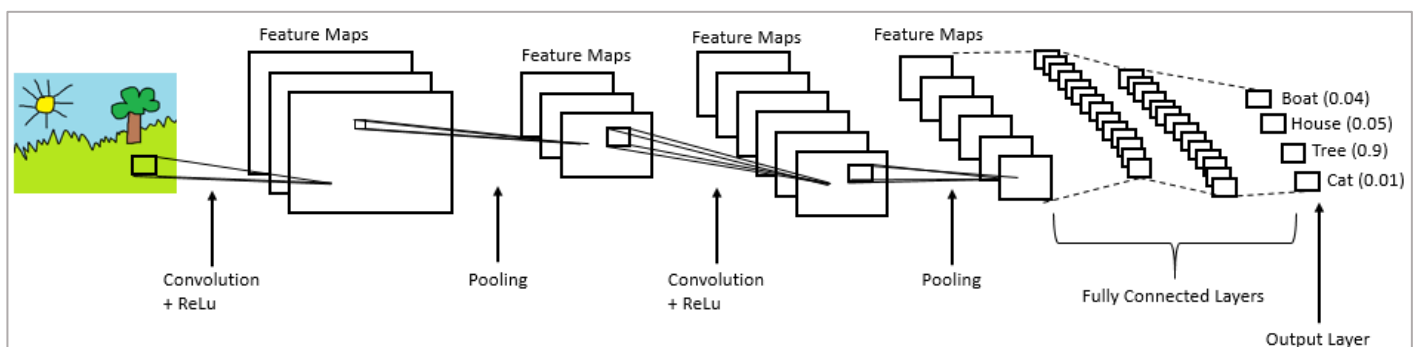 Feature Maps
Feature Maps
Feature Maps
Feature Maps
Boat (0.04)
House (0.05)
Tree (0.9)
Cat (0.01)
Convolution
+ ReLu
Pooling
Convolution
+ ReLu
Pooling
Fully Connected Layers
Output Layer